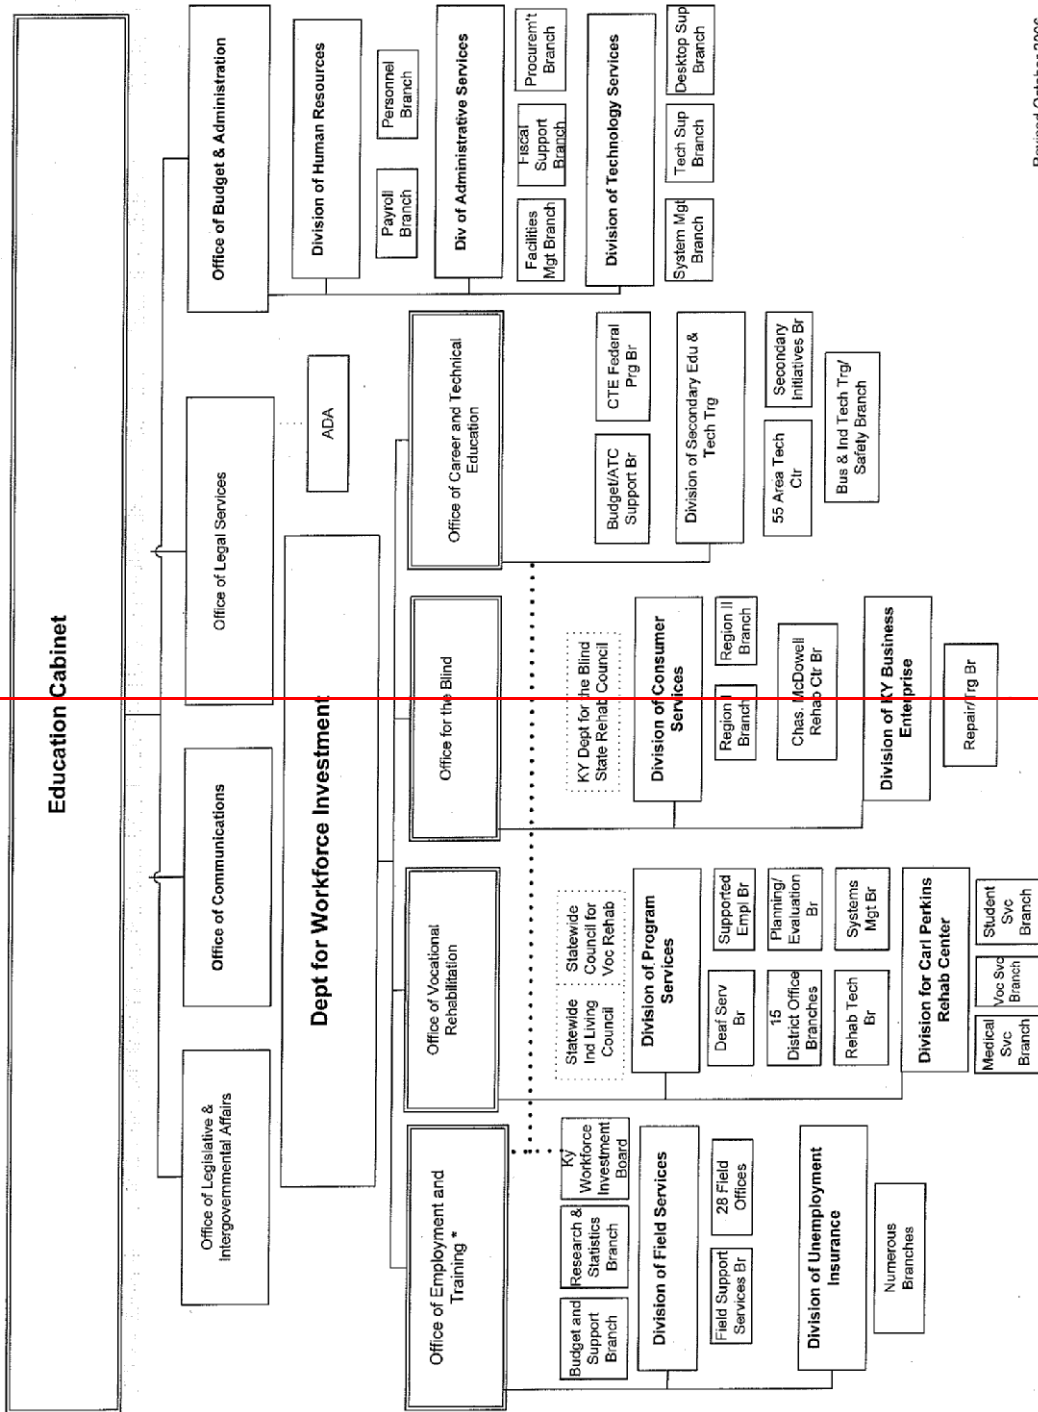 Education Cabinet
Office of Legislative &
Intergovernmental Affairs
Office of Communications
Office of Legal Services
Office of Budget & Administration
Dept for Workforce Investment
ADA
Division of Human Resources
Payroll
Branch
Personnel
Branch
Div of Administrative Services
Facilities
Mgt Branch
Fiscal
Support
Branch
Procurem't
Branch
Division of Technology Services
System Mgt
Branch
Tech Sup
Branch
Desktop Sup
Branch
Office of Employment and
Training *
Office of Vocational
Rehabilitation
Office for the Blind
Office of Career and Technical
Education
Budget and
Support
Branch
Research &
Statistics
Branch
Ky
Workforce
Investment
Board
Division of Field Services
Field Support
Services Br
28 Field
Offices
Division of Unemployment
Insurance
Numerous
Branches
Statewide
Ind Living
Council
Statewide
Council for
Voc Rehab
Division of Program
Services
Deaf Serv
Br
Supported
Empl Br
15
District Office
Branches
Planning/
Evaluation
Br
Rehab Tech
Br
Systems
Mgt Br
Division for Carl Perkins
Rehab Center
Medical
Svc
Branch
Voc Svc
Branch
Student
Svc
Branch
KY Dept for the Blind
State Rehab Council
Division of Consumer
Services
Region I
Branch
Region II
Branch
Chas. McDowell
Rehab Ctr Br
Division of KY Business
Enterprise
Repair/Trg Br
Budget/ATC
Support Br
CTE Federal
Prg Br
Division of Secondary Edu &
Tech Trg
55 Area Tech
Ctr
Secondary
Initiatives Br
Bus & Ind Tech Trg/
Safety Branch
Revised October 2006